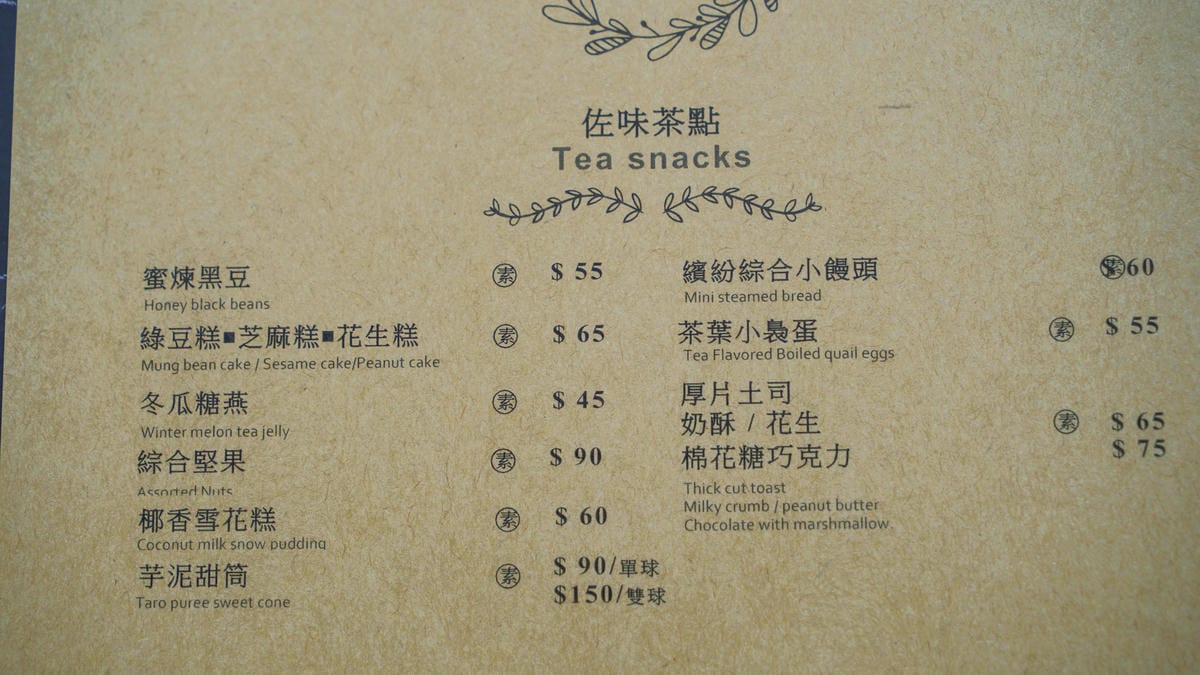 佐味茶點
Tea snacks
蜜煉黑豆 素 $ 55
Honey black beans
綠豆糕▪芝麻糕▪花生糕 素 $ 65
Mung bean cake / Sesame cake/Peanut cake
冬瓜糖燕 素 $ 45
Winter melon tea jelly
綜合堅果 素 $ 90
Assorted Nuts
椰香雪花糕 素 $ 60
Coconut milk snow pudding
芋泥甜筒 素 $ 90/單球
$150/雙球
Taro puree sweet cone
繽紛綜合小饅頭 素 $60
Mini steamed bread
茶葉小裊蛋 素 $ 55
Tea Flavored Boiled quail eggs
厚片土司
奶酥 / 花生 素 $ 65
棉花糖巧克力 $ 75
Thick cut toast
Milky crumb / peanut butter
Chocolate with marshmallow.